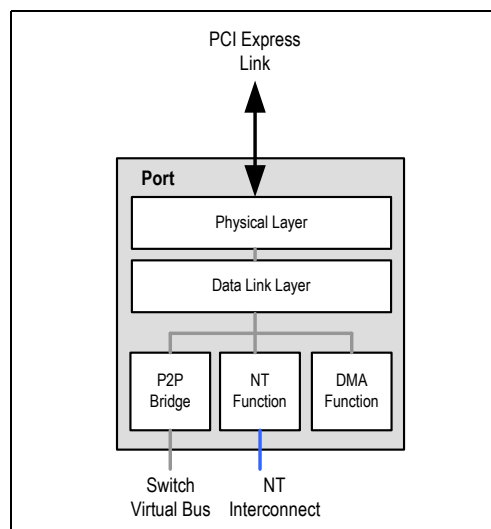 PCI Express
Link
Port
Physical Layer
Data Link Layer
P2P
Bridge
NT
Function
DMA
Function
Switch
Virtual Bus
NT
Interconnect